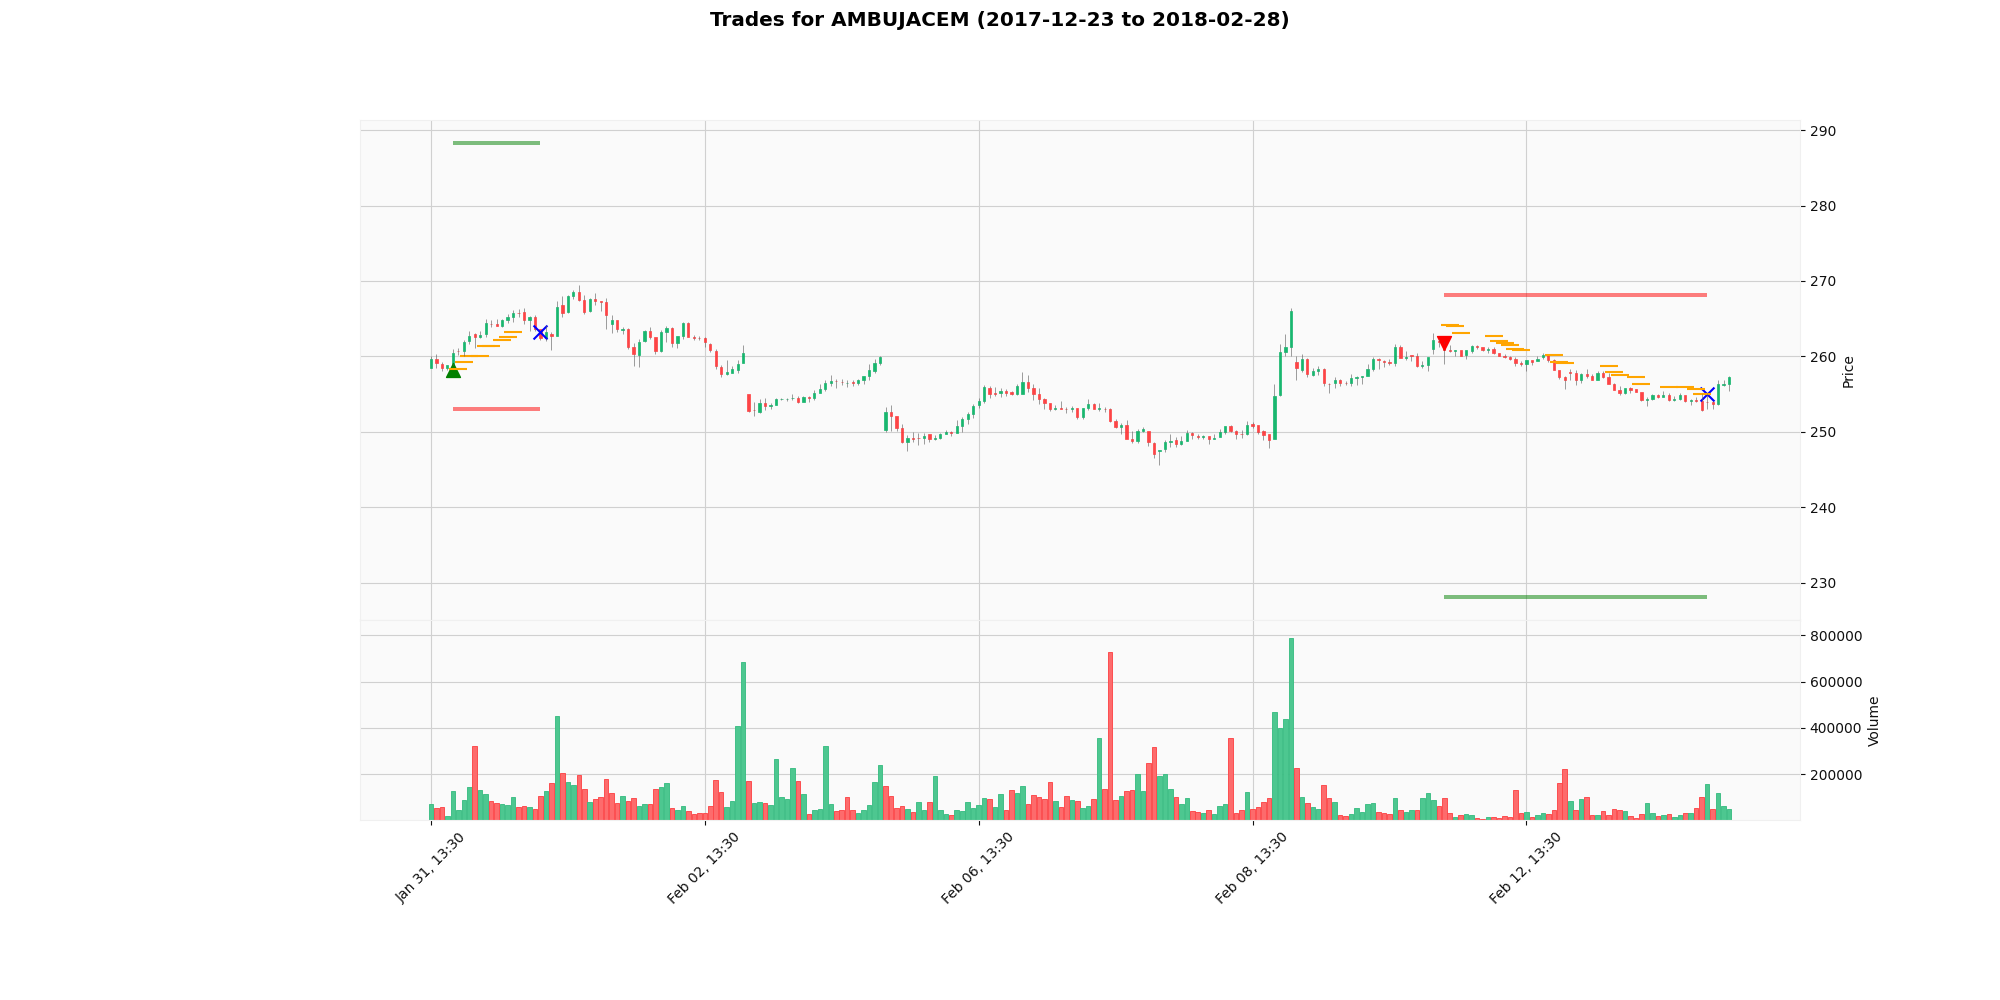 Trades for AMBUJACEM (2017-12-23 to 2018-02-28)
290
280
270
260
250
240
230
Price
800000
600000
400000
200000
Volume
Jan 31, 13:30
Feb 02, 13:30
Feb 06, 13:30
Feb 08, 13:30
Feb 12, 13:30